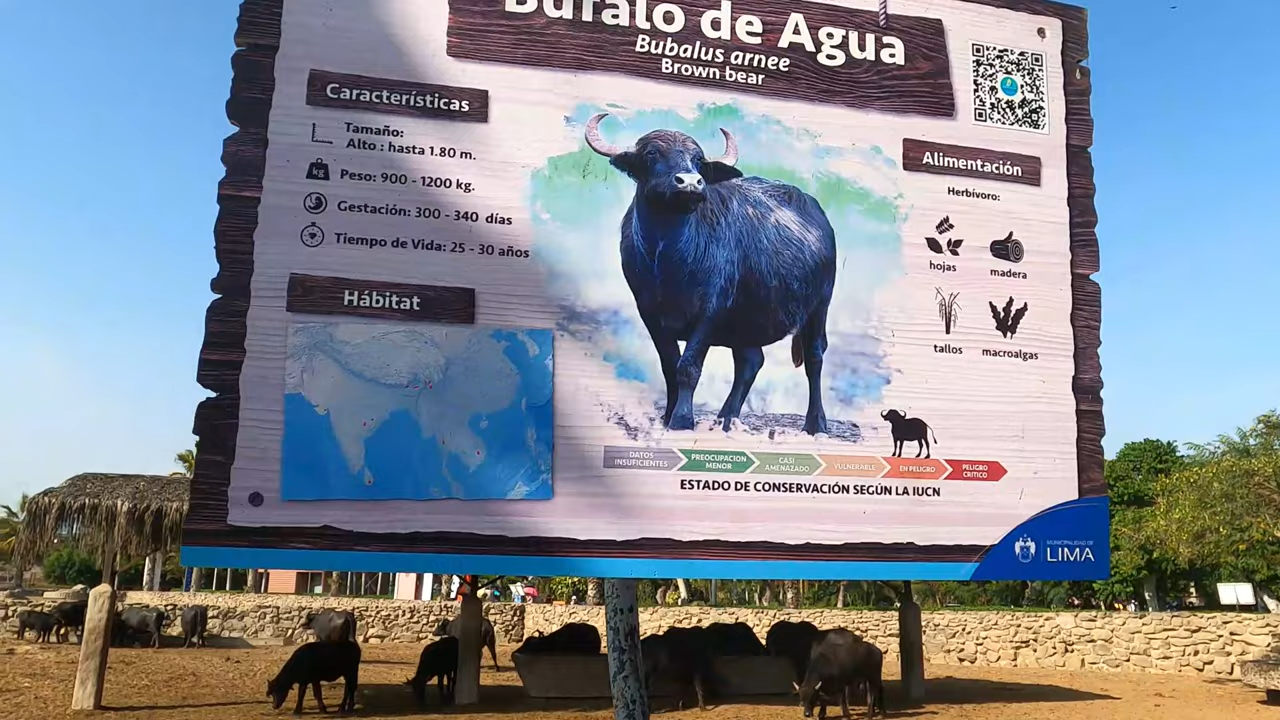 Búfalo de Agua
Bubalus arnee
Brown bear
Características
Tamaño:
Alto : hasta 1.80 m.
kg
Peso: 900 - 1200 kg.
Gestación: 300 - 340 días
Tiempo de Vida: 25 - 30 años
Hábitat
Alimentación
Herbívoro:
hojas
madera
tallos
macroalgas
DATOS
INSUFICIENTES
PREOCUPACION
MENOR
CASI
AMENAZADO
VULNERABLE
EN PELIGRO
PELIGRO
CRITICO
ESTADO DE CONSERVACIÓN SEGÚN LA IUCN
MUNICIPALIDAD DE
LIMA